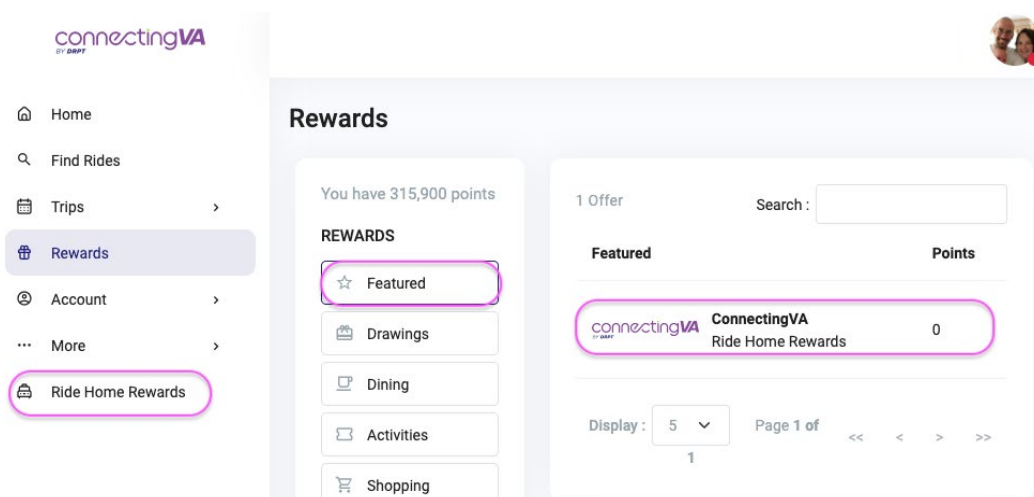 connectingVA
BY DRPT
Home
Find Rides
Trips
Rewards
Account
More
Ride Home Rewards
Rewards
You have 315,900 points
REWARDS
Featured
Drawings
Dining
Activities
Shopping
1 Offer
Search :
Featured Points
connectingVA
BY DRPT
ConnectingVA
Ride Home Rewards
0
Display : 5 Page 1 of
1
<< < > >>